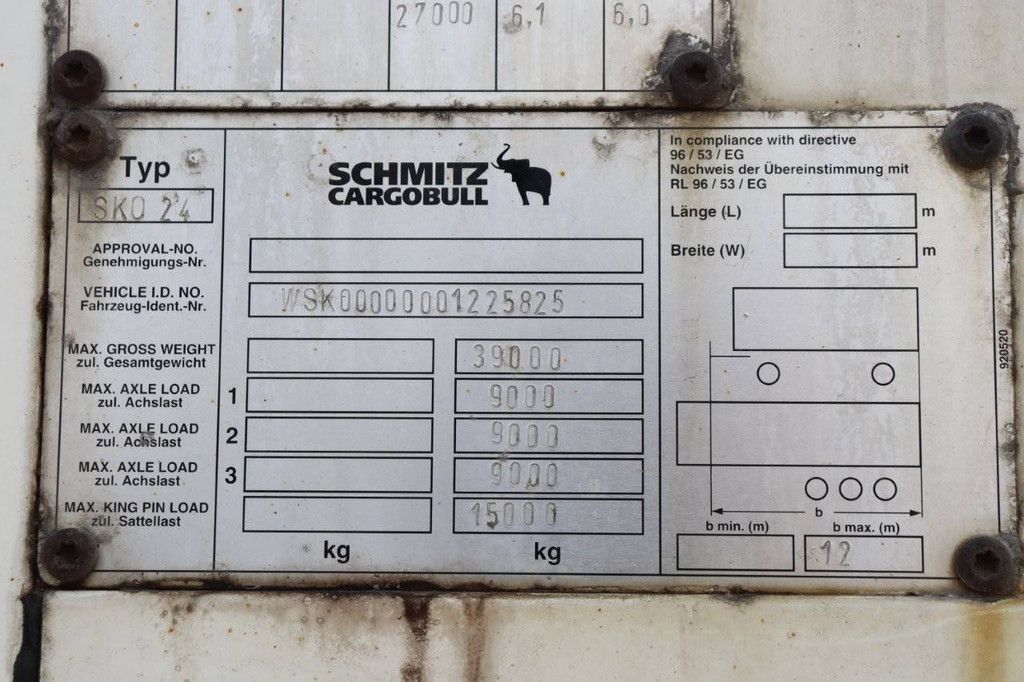 27000 6,1 6,0
Typ
SKO 24
SCHMITZ
CARGOBULL
In compliance with directive
96 / 53 / EG
Nachweis der Übereinstimmung mit
RL 96 / 53 / EG
Länge (L) m
Breite (W) m
APPROVAL-NO.
Genehmigungs-Nr.
VEHICLE I.D. NO.
Fahrzeug-Ident.-Nr.
WSK00000001225825
MAX. GROSS WEIGHT
zul. Gesamtgewicht
39000
MAX. AXLE LOAD
zul. Achslast
1 9000
MAX. AXLE LOAD
zul. Achslast
2 9000
MAX. AXLE LOAD
zul. Achslast
3 9000
MAX. KING PIN LOAD
zul. Sattellast
15000
kg kg
b
b min. (m) b max. (m)
12
920520